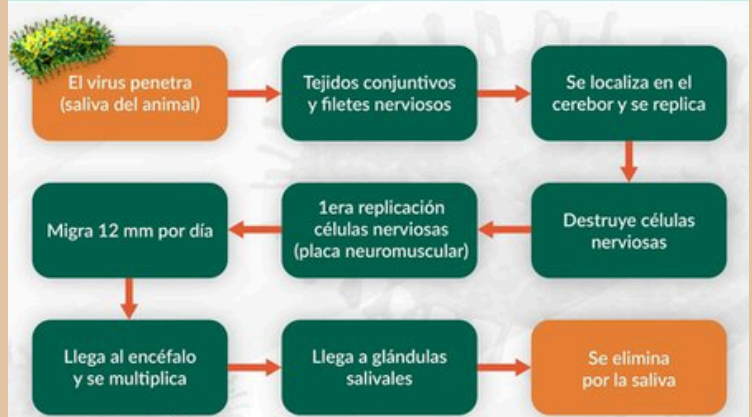 El virus penetra
(saliva del animal)
Tejidos conjuntivos
y filetes nerviosos
Se localiza en el
cerebor y se replica
Destruye células
nerviosas
1era replicación
células nerviosas
(placa neuromuscular)
Migra 12 mm por día
Llega al encéfalo
y se multiplica
Llega a glándulas
salivales
Se elimina
por la saliva